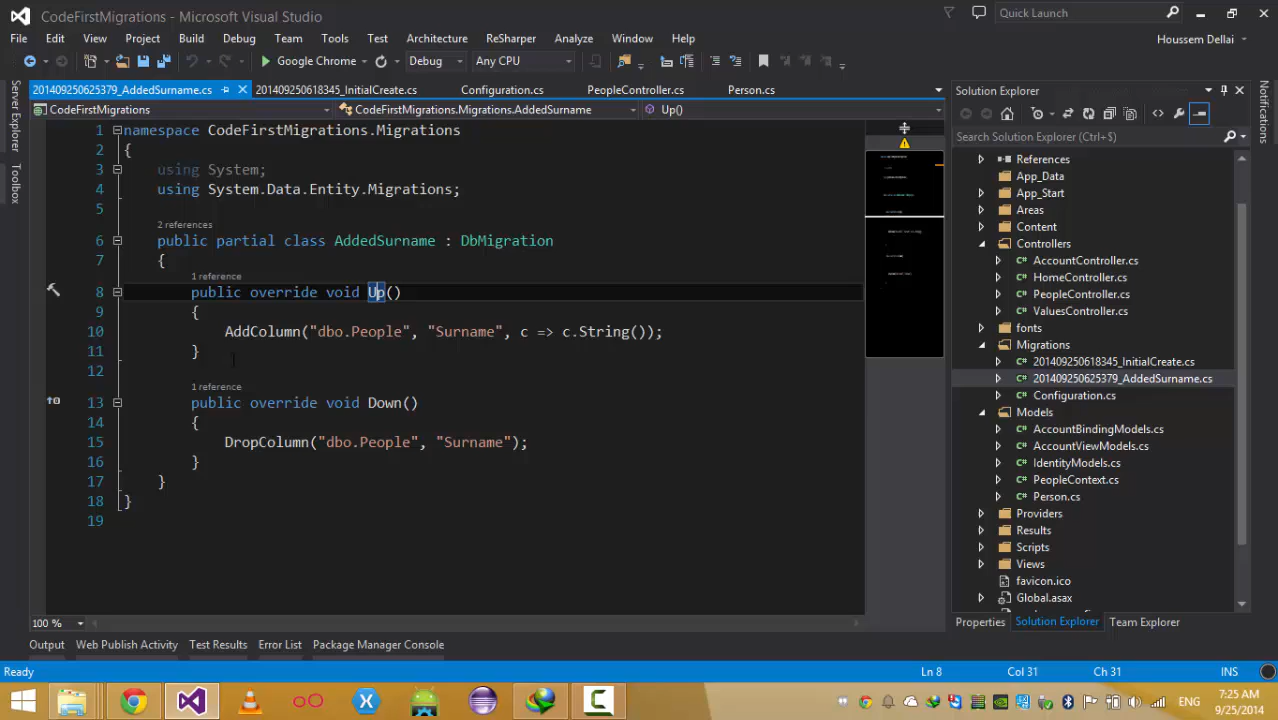 CodeFirstMigrations - Microsoft Visual Studio
Quick Launch
File Edit View Project Build Debug Team Tools Test Architecture ReSharper Analyze Window Help
Houssem Dellai
Google Chrome Debug Any CPU
201409250625379_AddedSurname.cs 201409250618345_InitialCreate.cs Configuration.cs PeopleController.cs Person.cs
CodeFirstMigrations CodeFirstMigrations.Migrations.AddedSurname Up()
Server Explorer
Toolbox
1 namespace CodeFirstMigrations.Migrations
2 {
3 using System;
4 using System.Data.Entity.Migrations;
5
2 references
6 public partial class AddedSurname : DbMigration
7 {
1 reference
8 public override void Up()
9 {
10 AddColumn("dbo.People", "Surname", c => c.String());
11 }
12
1 reference
13 public override void Down()
14 {
15 DropColumn("dbo.People", "Surname");
16 }
17 }
18 }
19
100 %
Solution Explorer
Search Solution Explorer (Ctrl+$)
References
App_Data
App_Start
Areas
Content
Controllers
C# AccountController.cs
C# HomeController.cs
C# PeopleController.cs
C# ValuesController.cs
fonts
Migrations
C# 201409250618345_InitialCreate.cs
C# 201409250625379_AddedSurname.cs
C# Configuration.cs
Models
C# AccountBindingModels.cs
C# AccountViewModels.cs
C# IdentityModels.cs
C# PeopleContext.cs
C# Person.cs
Providers
Results
Scripts
Views
favicon.ico
Global.asax
Properties Solution Explorer Team Explorer
Notifications
Output Web Publish Activity Test Results Error List Package Manager Console
Ready Ln 8 Col 31 Ch 31 INS
ENG
7:25 AM
9/25/2014